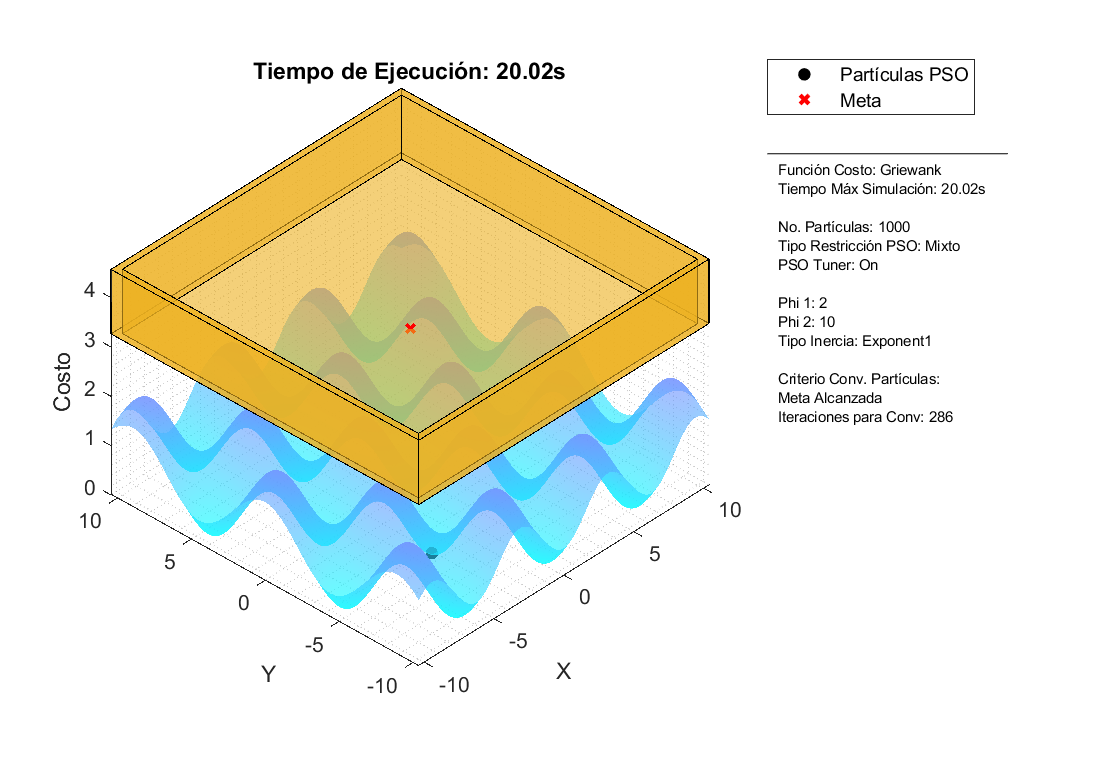 Tiempo de Ejecución: 20.02s
Partículas PSO
Meta
Función Costo: Griewank
Tiempo Máx Simulación: 20.02s
No. Partículas: 1000
Tipo Restricción PSO: Mixto
PSO Tuner: On
Phi 1: 2
Phi 2: 10
Tipo Inercia: Exponent1
Criterio Conv. Partículas:
Meta Alcanzada
Iteraciones para Conv: 286
Costo
4
3
2
1
0
10
5
0
-5
-10
Y
-10
-5
0
5
10
X